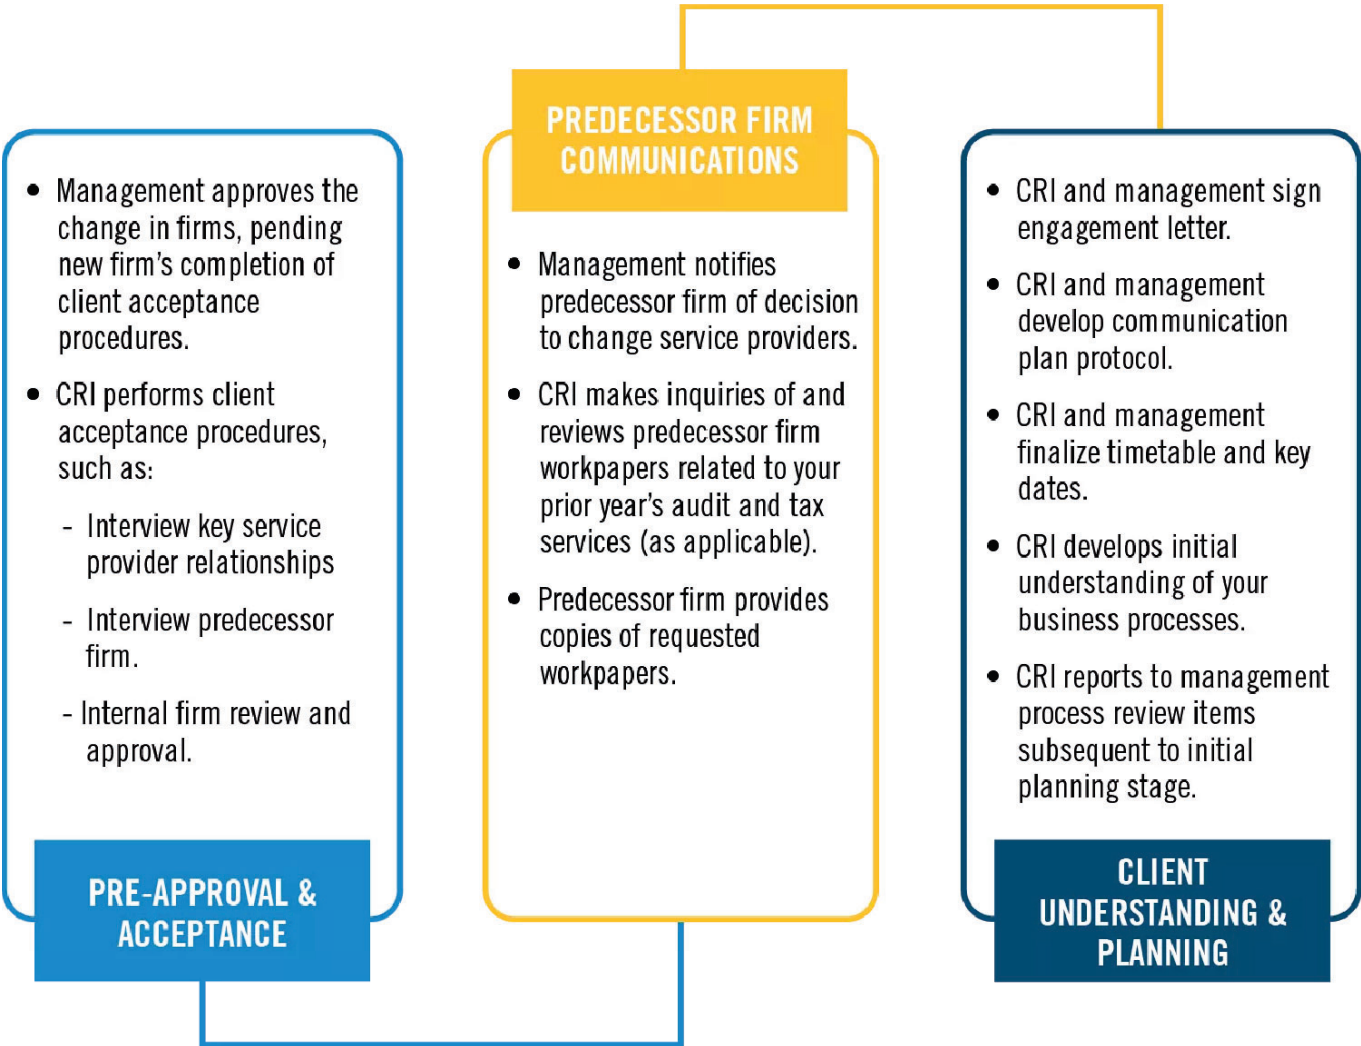 • Management approves the
change in firms, pending
new firm's completion of
client acceptance
procedures.
• CRI performs client
acceptance procedures,
such as:
- Interview key service
provider relationships
- Interview predecessor
firm.
- Internal firm review and
approval.
PRE-APPROVAL &
ACCEPTANCE
PREDECESSOR FIRM
COMMUNICATIONS
• Management notifies
predecessor firm of decision
to change service providers.
• CRI makes inquiries of and
reviews predecessor firm
workpapers related to your
prior year's audit and tax
services (as applicable).
• Predecessor firm provides
copies of requested
workpapers.
• CRI and management sign
engagement letter.
• CRI and management
develop communication
plan protocol.
• CRI and management
finalize timetable and key
dates.
• CRI develops initial
understanding of your
business processes.
• CRI reports to management
process review items
subsequent to initial
planning stage.
CLIENT
UNDERSTANDING &
PLANNING